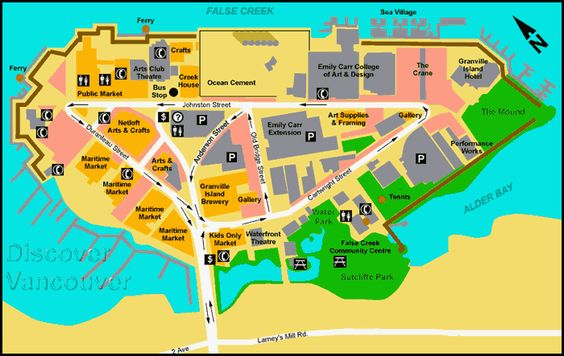 FALSE CREEK
Ferry
Sea Village
N
Crafts
Arts Club
Theatre
Creek
House
Ferry
Public Market
Bus
Stop
Ocean Cement
Emily Carr College
of Art & Design
The
Crane
Granville
Island
Hotel
The Mound
Johnston Street
Netloft
Arts & Crafts
$
?
P
Anderson Street
Old Bridge Street
Emily Carr
Extension
P
Art Supplies
& Framing
Gallery
Duranleau Street
Maritime
Market
Arts &
Crafts
P
Performance
Works
P
Maritime
Market
Granville
Island
Brewery
Gallery
Cartwright Street
Tennis
ALDER BAY
Maritime
Market
Maritime
Market
Kids Only
Market
Waterfront
Theatre
Water
Park
$
False Creek
Community Centre
Sutcliffe Park
Discover
Vancouver
2 Ave
Lamey's Mill Rd.